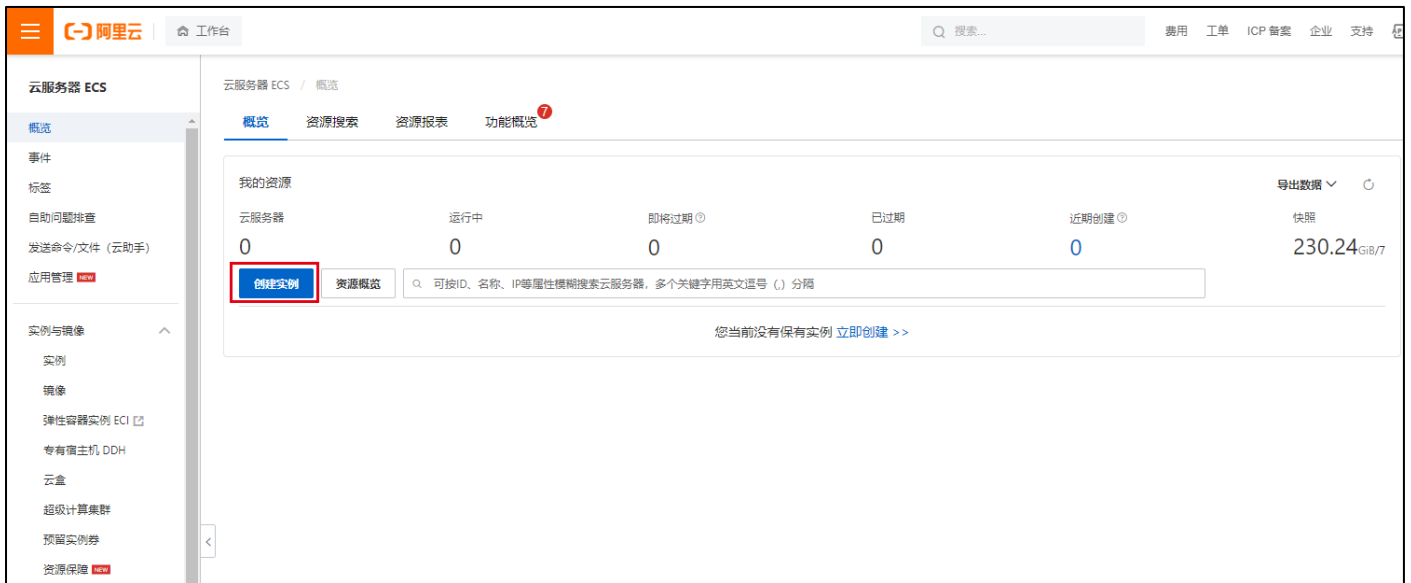 阿里云 工作台 搜索... 费用 工单 ICP 备案 企业 支持
云服务器 ECS
概览
事件
标签
自助问题排查
发送命令/文件（云助手）
应用管理 NEW
实例与镜像
实例
镜像
弹性容器实例 ECI
专有宿主机 DDH
云盒
超级计算集群
预留实例券
资源保障 NEW
云服务器 ECS / 概览
概览 资源搜索 资源报表 功能概览 7
我的资源 导出数据
云服务器 运行中 即将过期 已过期 近期创建 快照
0 0 0 0 0 230.24GiB/7
创建实例 资源概览 可按ID、名称、IP等属性模糊搜索云服务器，多个关键字用英文逗号 (,) 分隔
您当前没有保有实例 立即创建 >>